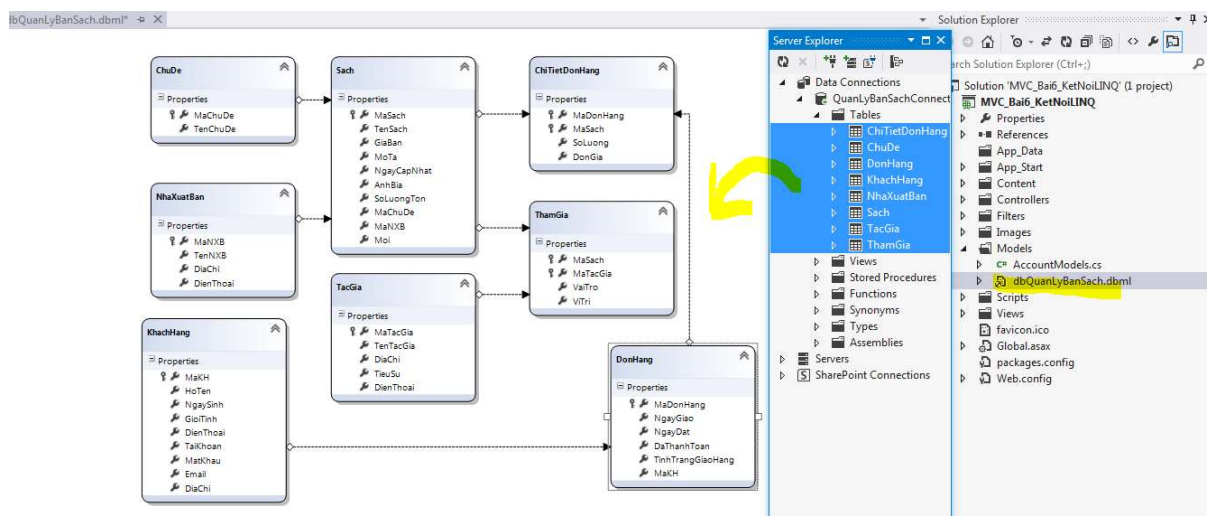 dbQuanLyBanSach.dbml*
ChuDe
Properties
MaChuDe
TenChuDe
Sach
Properties
MaSach
TenSach
GiaBan
MoTa
NgayCapNhat
AnhBia
SoLuongTon
MaChuDe
MaNXB
Moi
ChiTietDonHang
Properties
MaDonHang
MaSach
SoLuong
DonGia
NhaXuatBan
Properties
MaNXB
TenNXB
DiaChi
DienThoai
ThamGia
Properties
MaSach
MaTacGia
VaiTro
ViTri
TacGia
Properties
MaTacGia
TenTacGia
DiaChi
TieuSu
DienThoai
KhachHang
Properties
MaKH
HoTen
NgaySinh
GioiTinh
DienThoai
TaiKhoan
MatKhau
Email
DiaChi
DonHang
Properties
MaDonHang
NgayGiao
NgayDat
DaThanhToan
TinhTrangGiaoHang
MaKH
Server Explorer
Data Connections
QuanLyBanSachConnect
Tables
ChiTietDonHang
ChuDe
DonHang
KhachHang
NhaXuatBan
Sach
TacGia
ThamGia
Views
Stored Procedures
Functions
Synonyms
Types
Assemblies
Servers
SharePoint Connections
Solution Explorer
Search Solution Explorer (Ctrl+;)
Solution 'MVC_Bai6_KetNoiLINQ' (1 project)
MVC_Bai6_KetNoiLINQ
Properties
References
App_Data
App_Start
Content
Controllers
Filters
Images
Models
C# AccountModels.cs
dbQuanLyBanSach.dbml
Scripts
Views
favicon.ico
Global.asax
packages.config
Web.config